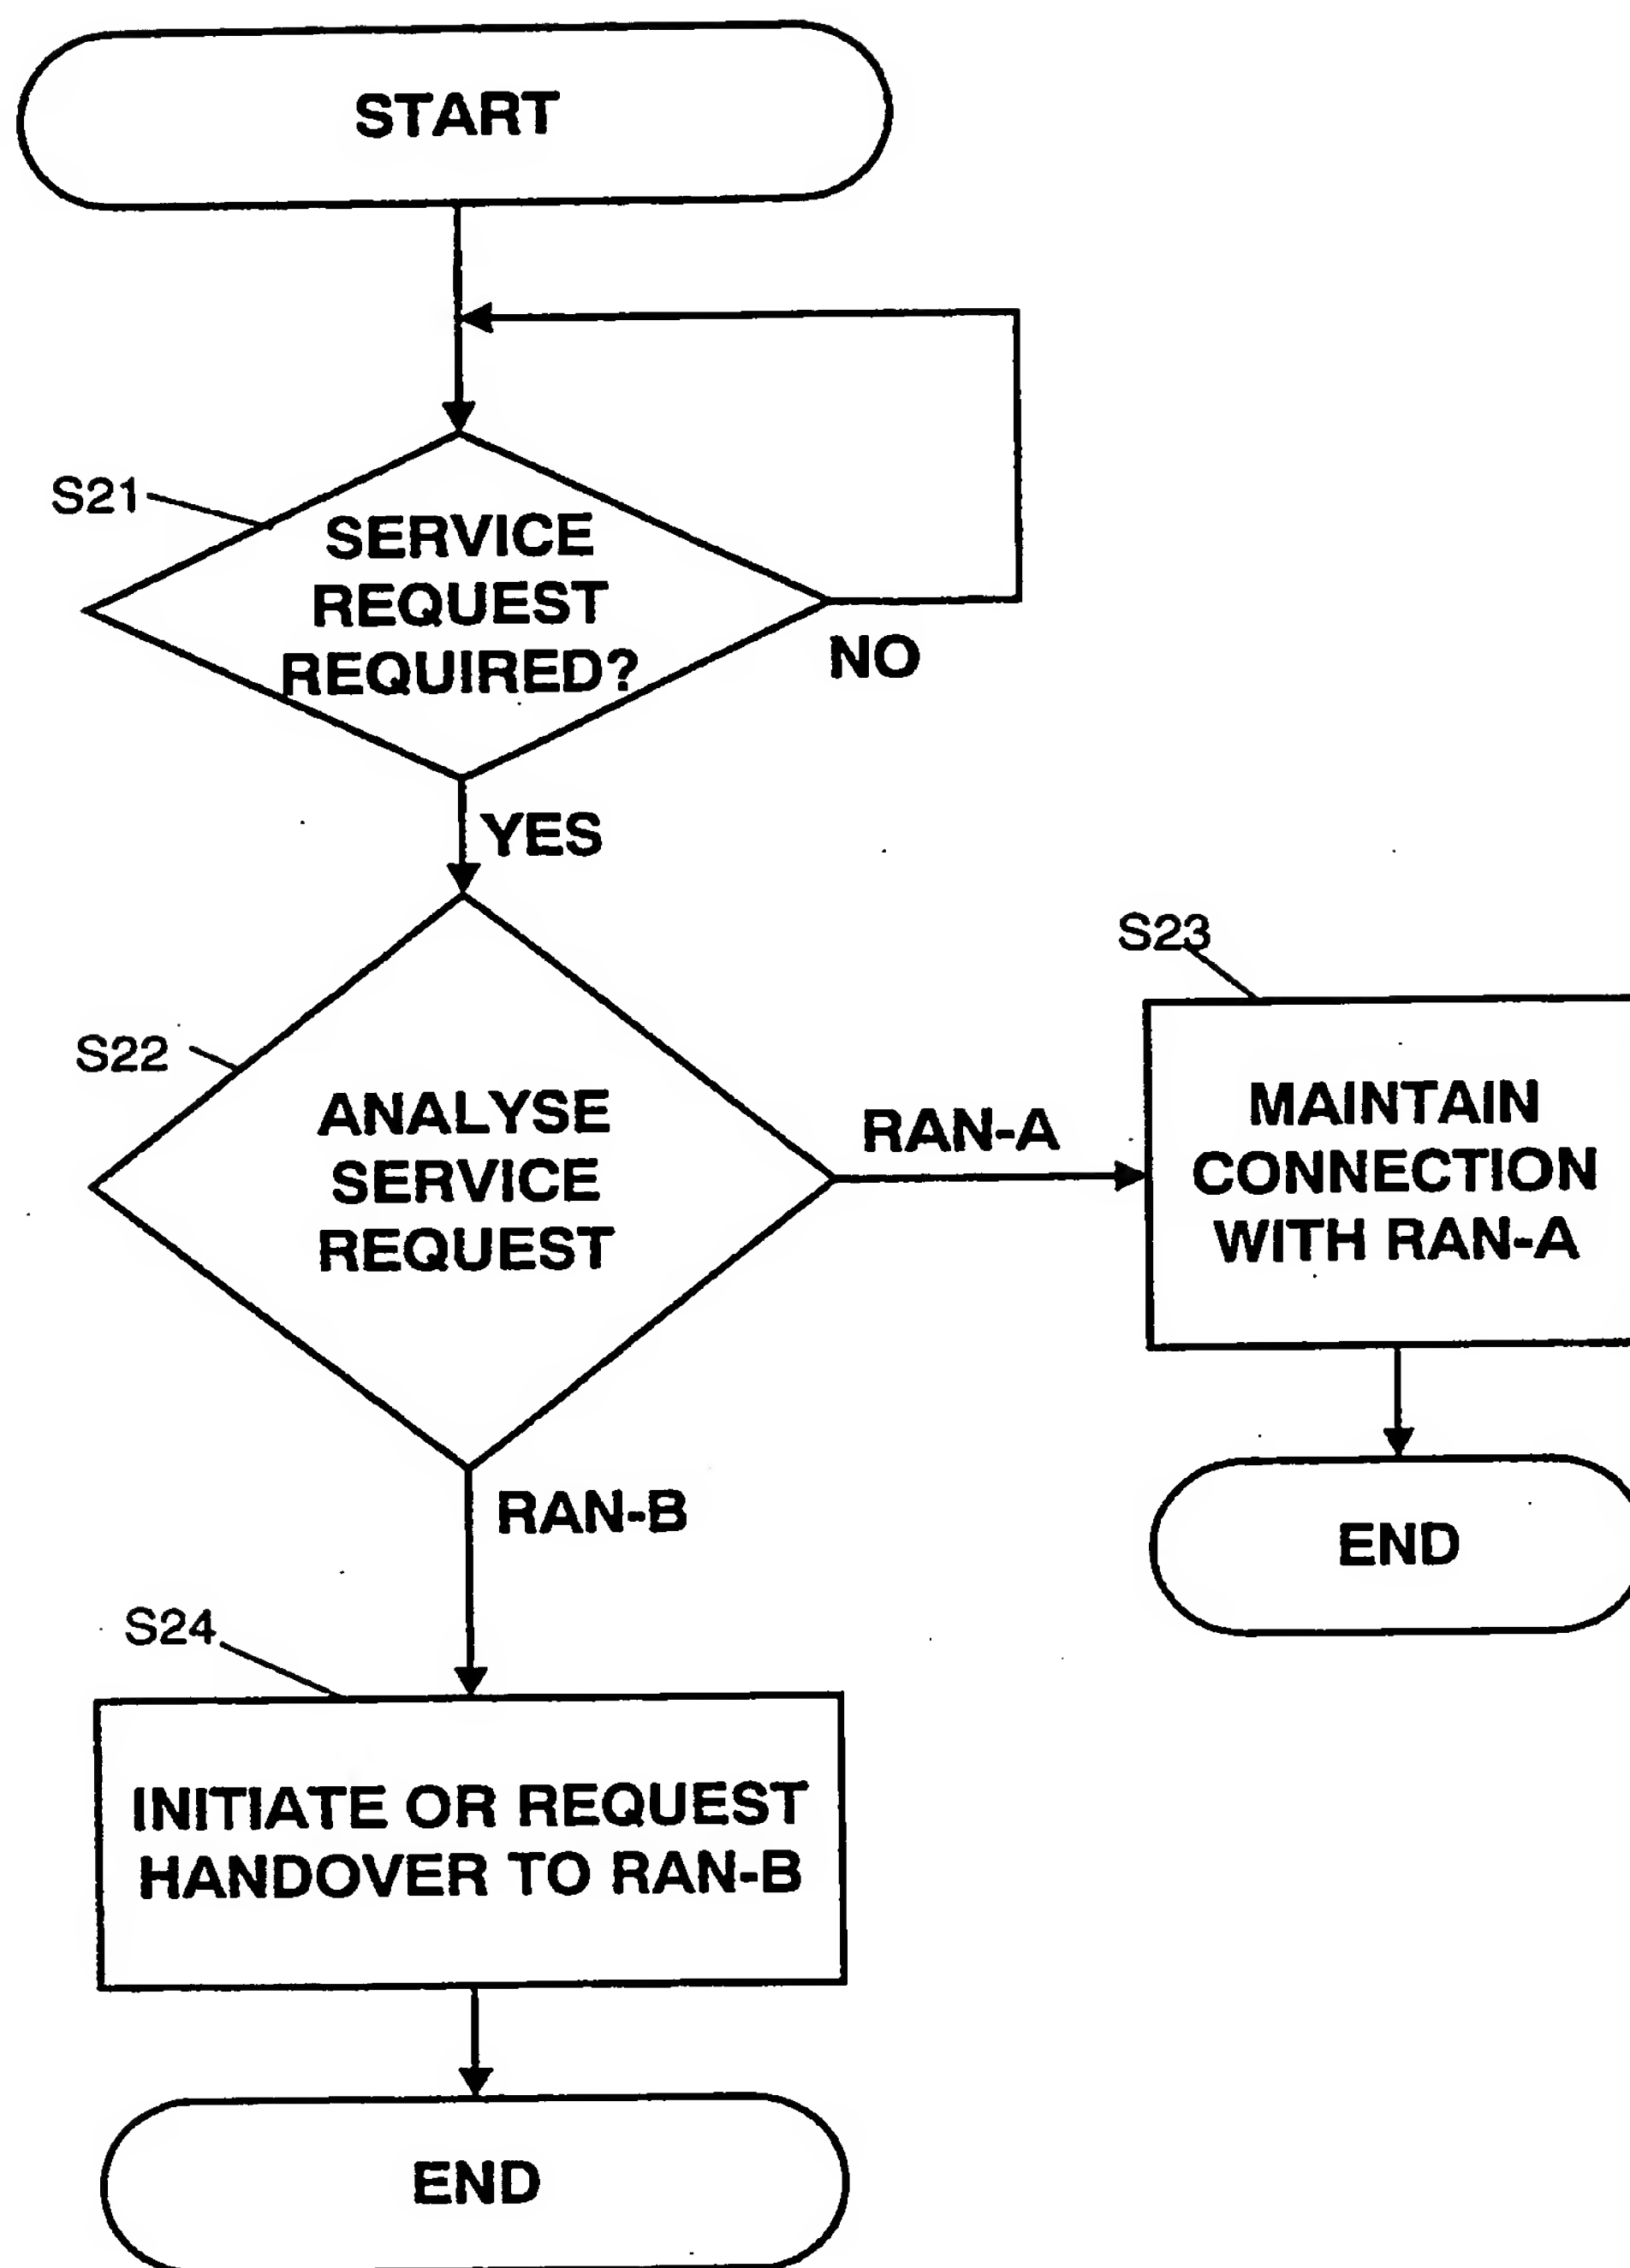 START
S21
SERVICE
REQUEST
REQUIRED?
NO
YES
S22
ANALYSE
SERVICE
REQUEST
RAN-A
S23
MAINTAIN
CONNECTION
WITH RAN-A
END
RAN-B
S24
INITIATE OR REQUEST
HANDOVER TO RAN-B
END